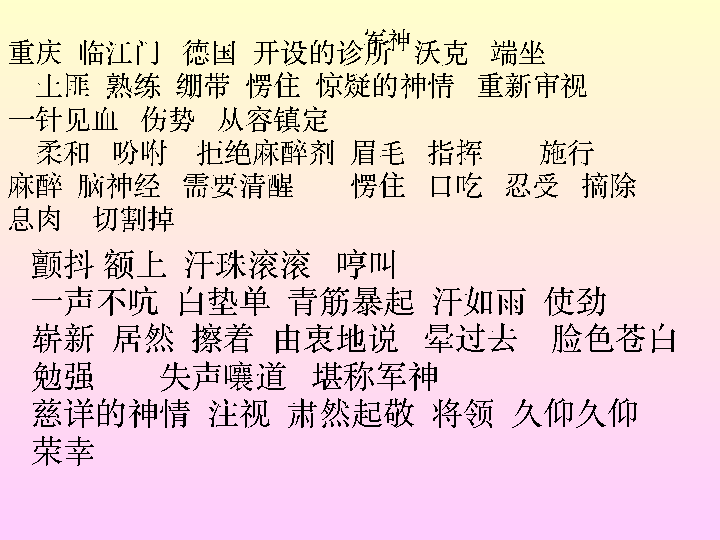 军神
重庆 临江门 德国 开设的诊所 沃克 端坐
土匪 熟练 绷带 愣住 惊疑的神情 重新审视
一针见血 伤势 从容镇定
柔和 吩咐 拒绝麻醉剂 眉毛 指挥 施行
麻醉 脑神经 需要清醒 愣住 口吃 忍受 摘除
息肉 切割掉
颤抖 额上 汗珠滚滚 哼叫
一声不吭 白垫单 青筋暴起 汗如雨 使劲
崭新 居然 擦着 由衷地说 晕过去 脸色苍白
勉强 失声嚷道 堪称军神
慈详的神情 注视 肃然起敬 将领 久仰久仰
荣幸